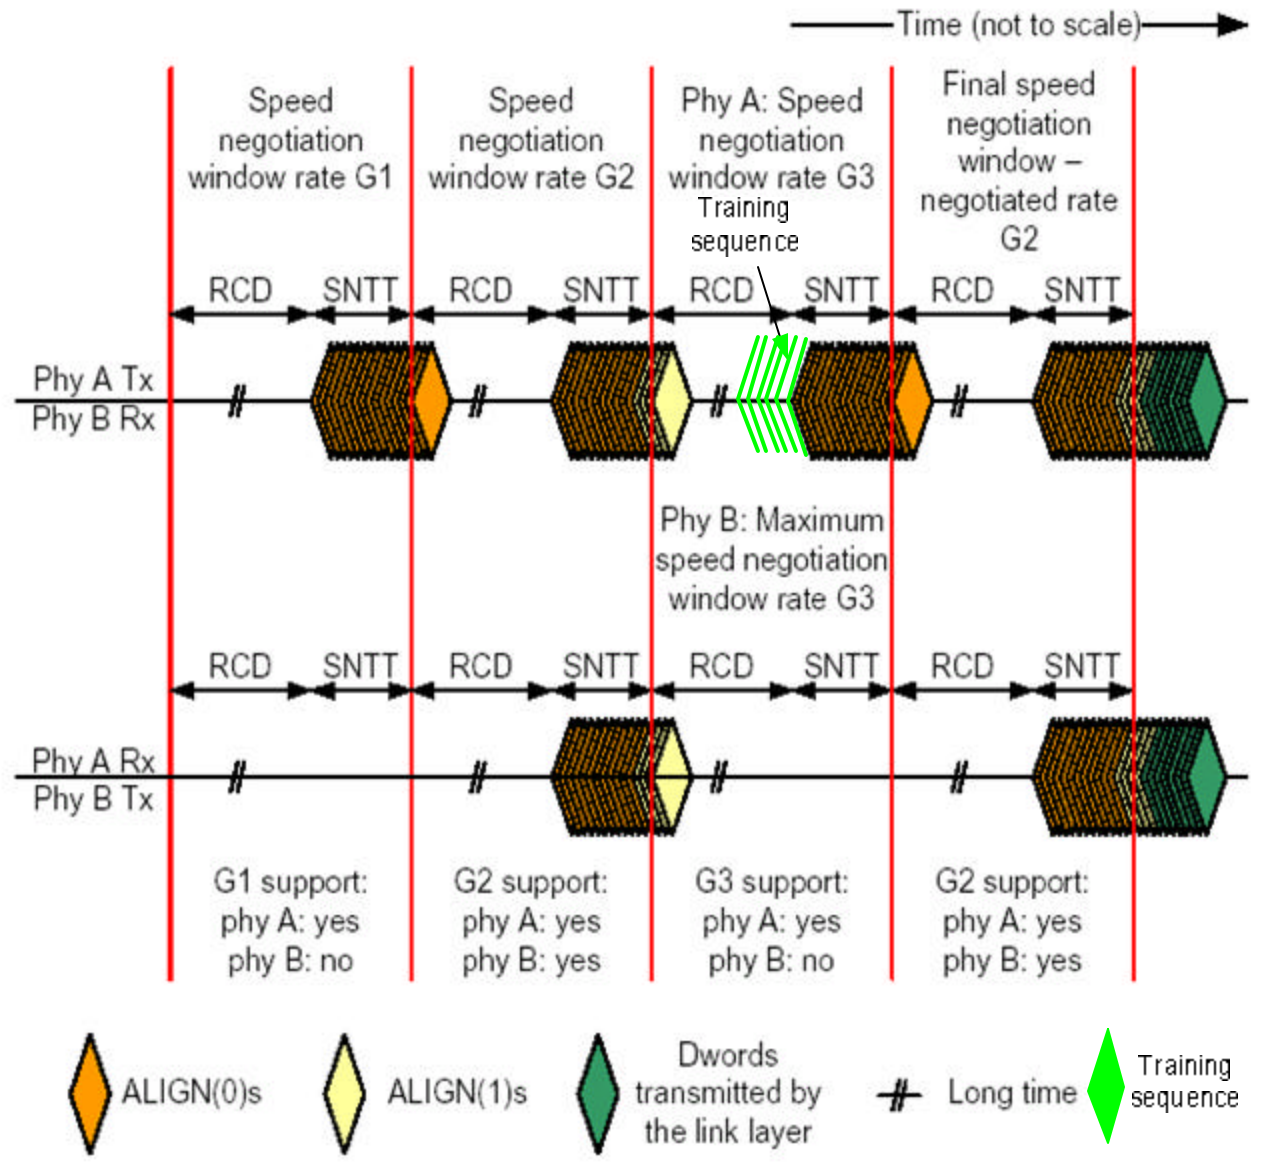 Time (not to scale)
Speed
negotiation
window rate G1
Speed
negotiation
window rate G2
Phy A: Speed
negotiation
window rate G3
Training
sequence
Final speed
negotiation
window –
negotiated rate
G2
RCD SNTT RCD SNTT RCD SNTT RCD SNTT
Phy A Tx
Phy B Rx
Phy B: Maximum
speed negotiation
window rate G3
RCD SNTT RCD SNTT RCD SNTT RCD SNTT
Phy A Rx
Phy B Tx
G1 support:
phy A: yes
phy B: no
G2 support:
phy A: yes
phy B: yes
G3 support:
phy A: yes
phy B: no
G2 support:
phy A: yes
phy B: yes
ALIGN(0)s
ALIGN(1)s
Dwords
transmitted by
the link layer
Long time
Training
sequence